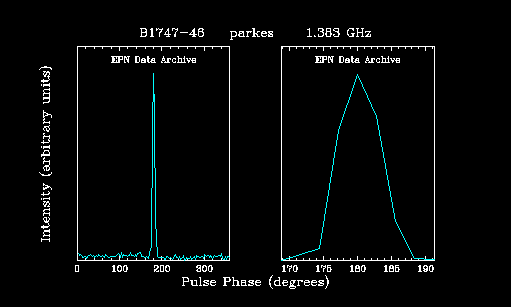 B1747-46 parkes 1.383 GHz
EPN Data Archive EPN Data Archive
Intensity (arbitrary units)
0 100 200 300 170 175 180 185 190
Pulse Phase (degrees)